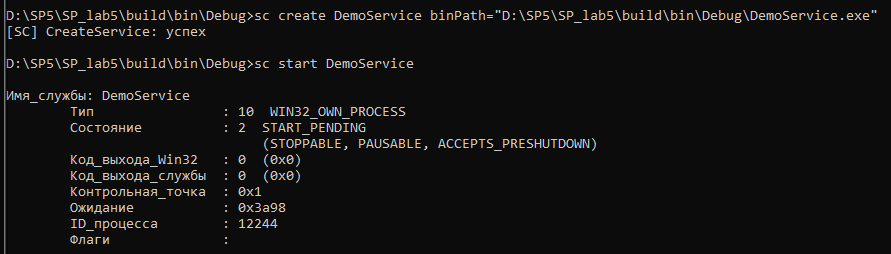 D:\SP5\SP_lab5\build\bin\Debug>sc create DemoService binPath="D:\SP5\SP_lab5\build\bin\Debug\DemoService.exe"
[SC] CreateService: успех
D:\SP5\SP_lab5\build\bin\Debug>sc start DemoService
Имя_службы: DemoService
Тип : 10 WIN32_OWN_PROCESS
Состояние : 2 START_PENDING
(STOPPABLE, PAUSABLE, ACCEPTS_PRESHUTDOWN)
Код_выхода_Win32 : 0 (0x0)
Код_выхода_службы : 0 (0x0)
Контрольная_точка : 0x1
Ожидание : 0x3a98
ID_процесса : 12244
Флаги :